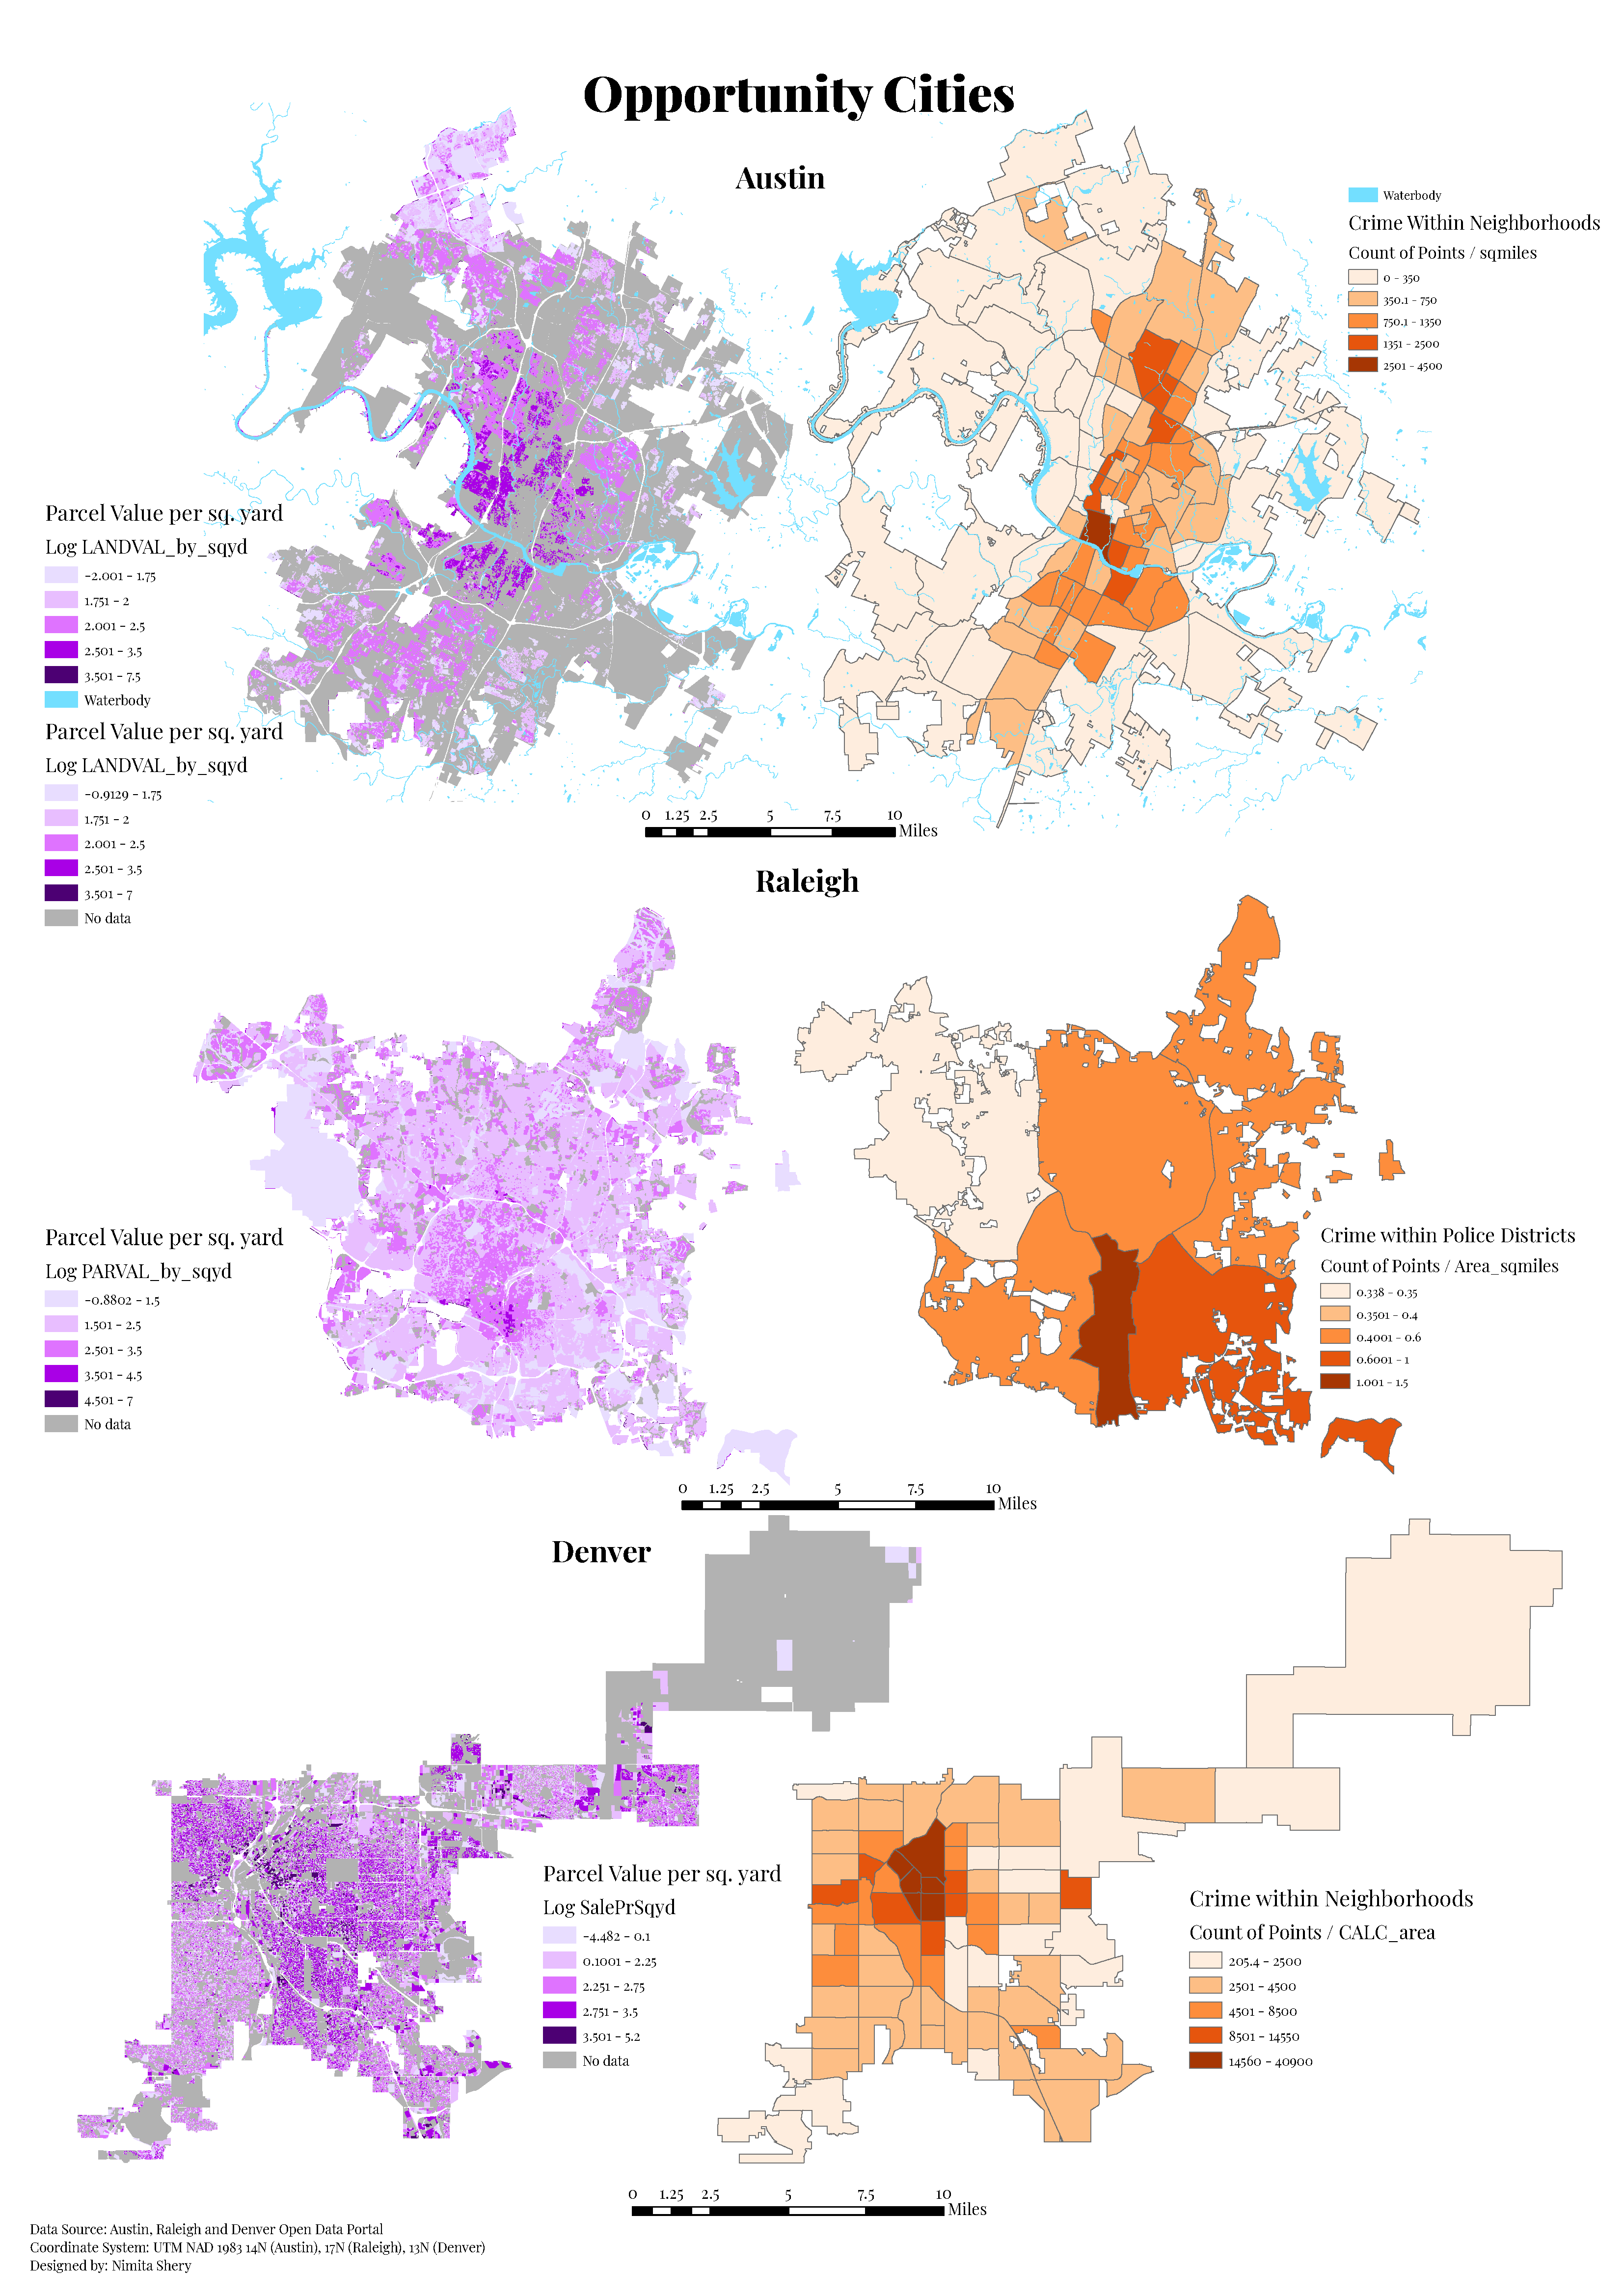 Opportunity Cities
Austin
Waterbody
Crime Within Neighborhoods
Count of Points / sqmiles
0 - 350
350.1 - 750
750.1 - 1350
1351 - 2500
2501 - 4500
Parcel Value per sq. yard
Log LANDVAL_by_sqyd
-2.001 - 1.75
1.751 - 2
2.001 - 2.5
2.501 - 3.5
3.501 - 7.5
Waterbody
Parcel Value per sq. yard
Log LANDVAL_by_sqyd
-0.9129 - 1.75
1.751 - 2
2.001 - 2.5
2.501 - 3.5
3.501 - 7
No data
0 1.25 2.5 5 7.5 10
Miles
Raleigh
Parcel Value per sq. yard
Log PARVAL_by_sqyd
-0.8802 - 1.5
1.501 - 2.5
2.501 - 3.5
3.501 - 4.5
4.501 - 7
No data
Crime within Police Districts
Count of Points / Area_sqmiles
0.338 - 0.35
0.3501 - 0.4
0.4001 - 0.6
0.6001 - 1
1.001 - 1.5
0 1.25 2.5 5 7.5 10
Miles
Denver
Parcel Value per sq. yard
Log SalePrSqyd
-4.482 - 0.1
0.1001 - 2.25
2.251 - 2.75
2.751 - 3.5
3.501 - 5.2
No data
Crime within Neighborhoods
Count of Points / CALC_area
205.4 - 2500
2501 - 4500
4501 - 8500
8501 - 14550
14560 - 40900
0 1.25 2.5 5 7.5 10
Miles
Data Source: Austin, Raleigh and Denver Open Data Portal
Coordinate System: UTM NAD 1983 14N (Austin), 17N (Raleigh), 13N (Denver)
Designed by: Nimita Shery